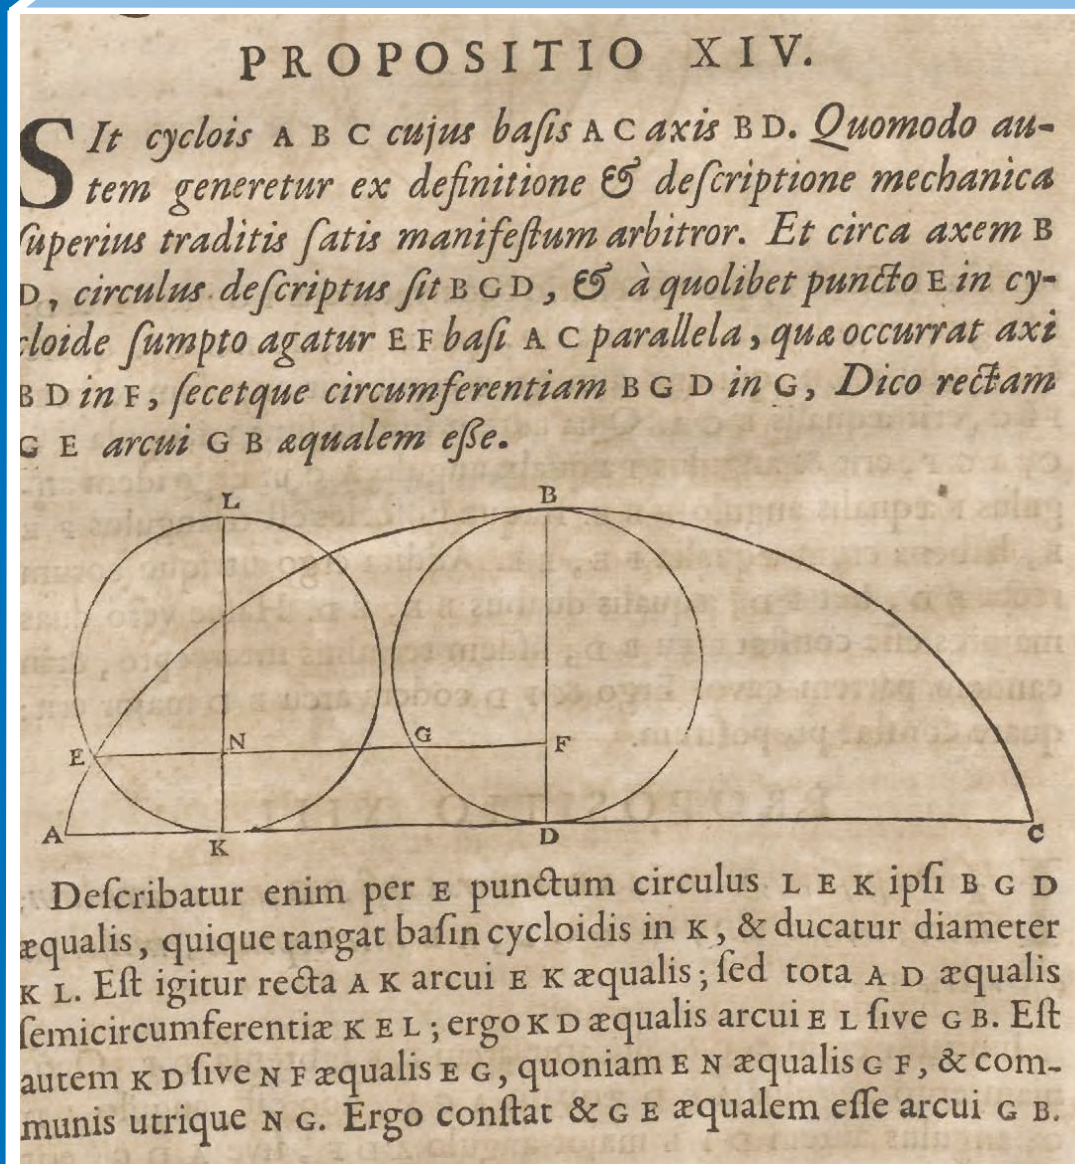 PROPOSITIO XIV.
SIt cyclois A B C cujus baſis A C axis B D. Quomodo au-
tem generetur ex definitione & deſcriptione mechanica
ſuperius traditis ſatis manifeſtum arbitror. Et circa axem B
D, circulus deſcriptus ſit B G D, & à quolibet puncto E in cy-
cloide ſumpto agatur E F baſi A C parallela, quæ occurrat axi
B D in F, ſecetque circumferentiam B G D in G, Dico rectam
G E arcui G B æqualem eſſe.
L B
E N G F
A K D C
Deſcribatur enim per E punctum circulus L E K ipſi B G D
æqualis, quique tangat baſin cycloidis in K, & ducatur diameter
K L. Eſt igitur recta A K arcui E K æqualis; ſed tota A D æqualis
ſemicircumferentiæ K E L; ergo K D æqualis arcui E L ſive G B. Eſt
autem K D ſive N F æqualis E G, quoniam E N æqualis G F, & com-
munis utrique N G. Ergo conſtat & G E æqualem eſſe arcui G B.